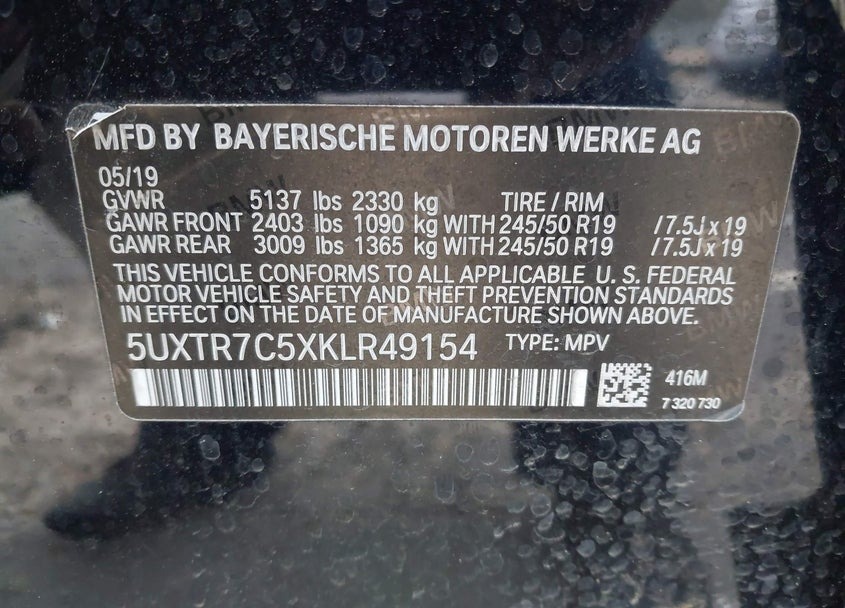 MFD BY BAYERISCHE MOTOREN WERKE AG
05/19
GVWR 5137 lbs 2330 kg TIRE / RIM
GAWR FRONT 2403 lbs 1090 kg WITH 245/50 R19 / 7.5J x 19
GAWR REAR 3009 lbs 1365 kg WITH 245/50 R19 / 7.5J x 19
THIS VEHICLE CONFORMS TO ALL APPLICABLE U. S. FEDERAL
MOTOR VEHICLE SAFETY AND THEFT PREVENTION STANDARDS
IN EFFECT ON THE DATE OF MANUFACTURE SHOWN ABOVE.
5UXTR7C5XKLR49154 TYPE: MPV
416M
7 320 730